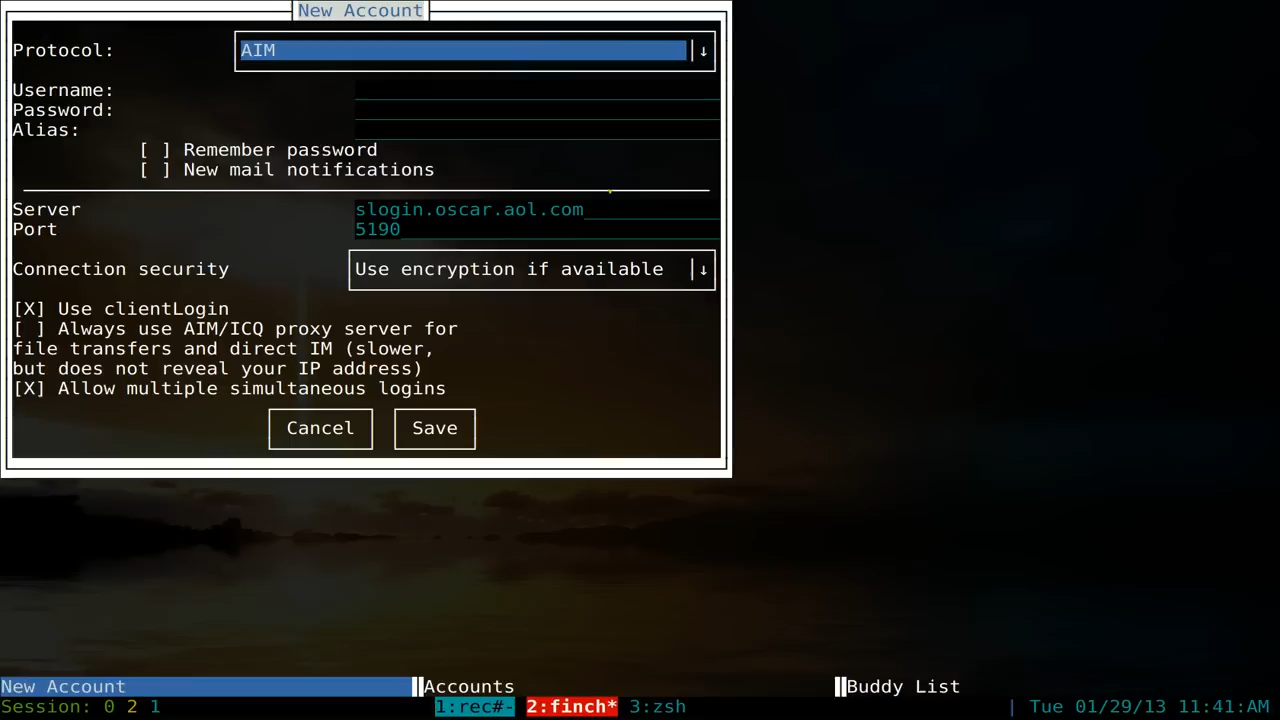 New Account
Protocol: AIM ↓
Username:
Password:
Alias:
[ ] Remember password
[ ] New mail notifications
Server slogin.oscar.aol.com
Port 5190
Connection security Use encryption if available ↓
[X] Use clientLogin
[ ] Always use AIM/ICQ proxy server for
file transfers and direct IM (slower,
but does not reveal your IP address)
[X] Allow multiple simultaneous logins
Cancel Save
New Account Accounts Buddy List
Session: 0 2 1 1:rec#- 2:finch* 3:zsh | Tue 01/29/13 11:41:AM